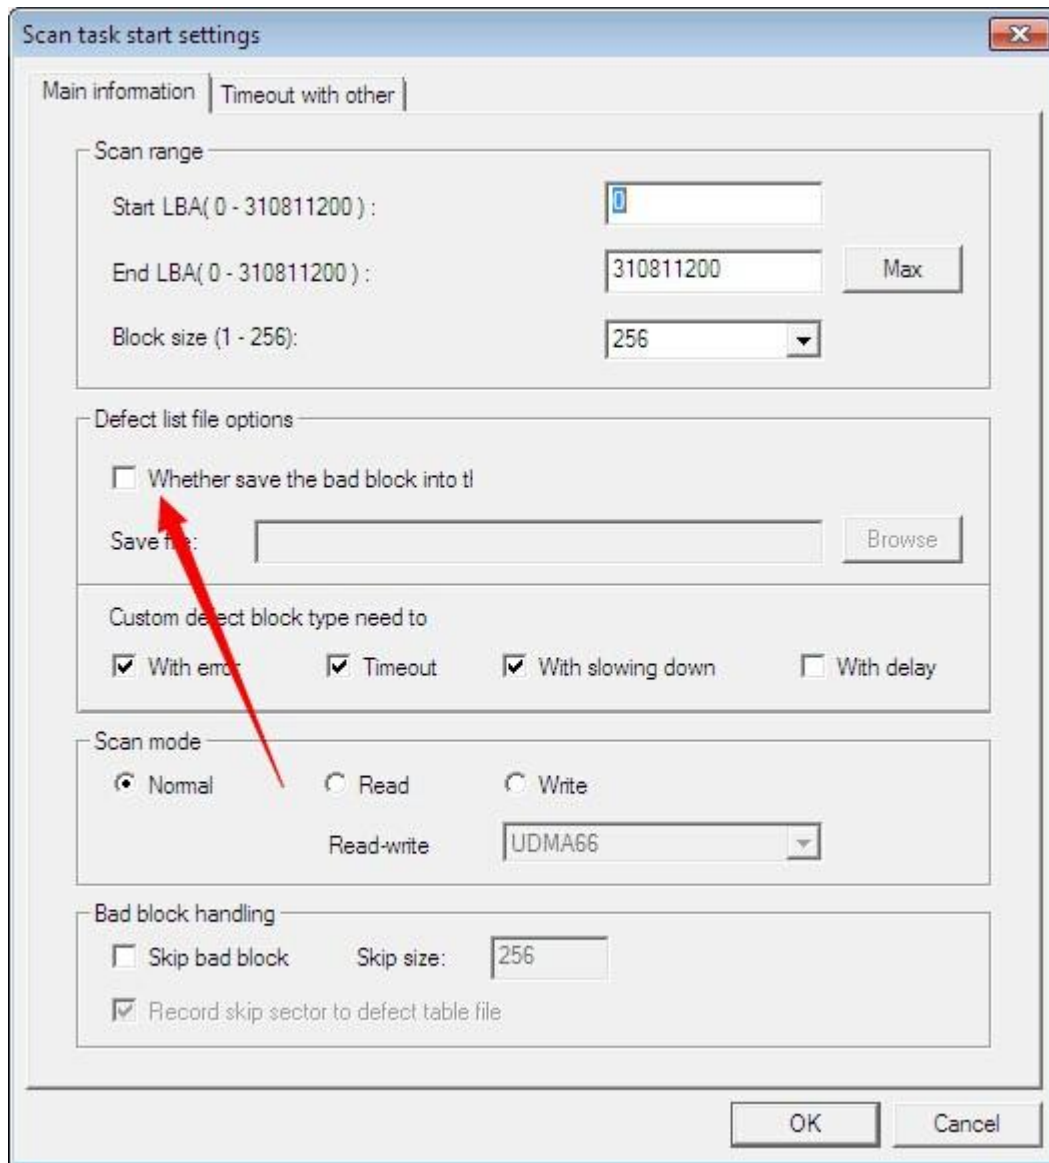 Scan task start settings
Main information Timeout with other
Scan range
Start LBA( 0 - 310811200 ) : 0
End LBA( 0 - 310811200 ) : 310811200 Max
Block size (1 - 256): 256
Defect list file options
Whether save the bad block into tl
Save file: Browse
Custom defect block type need to
With error Timeout With slowing down With delay
Scan mode
Normal Read Write
Read-write UDMA66
Bad block handling
Skip bad block Skip size: 256
Record skip sector to defect table file
OK Cancel